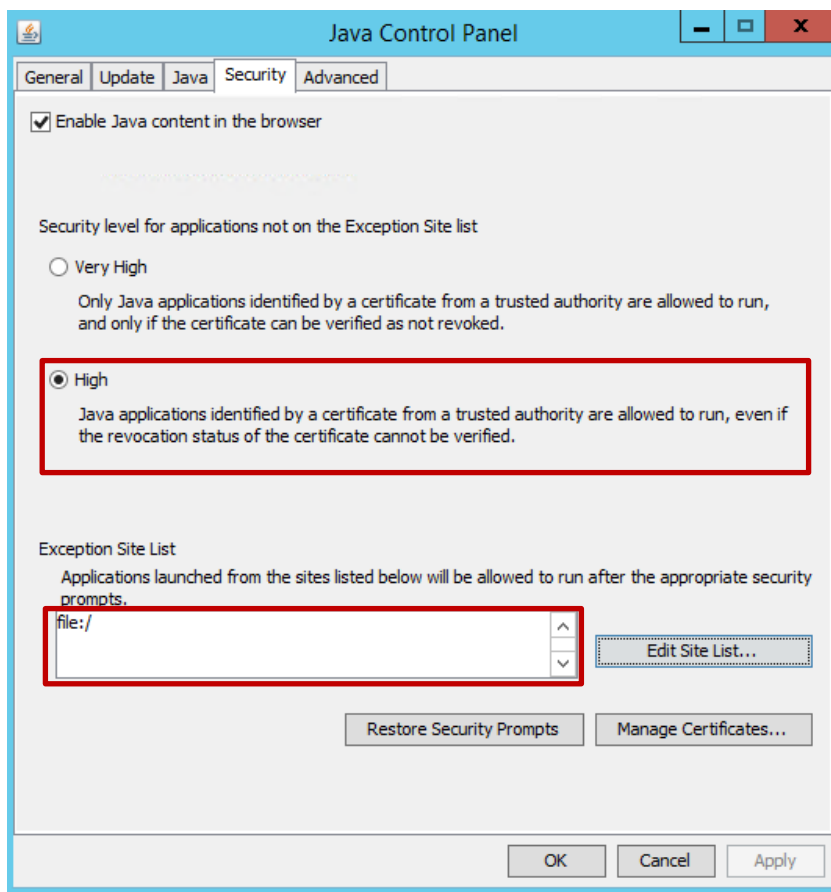 Java Control Panel
General Update Java Security Advanced
Enable Java content in the browser
Security level for applications not on the Exception Site list
Very High
Only Java applications identified by a certificate from a trusted authority are allowed to run,
and only if the certificate can be verified as not revoked.
High
Java applications identified by a certificate from a trusted authority are allowed to run, even if
the revocation status of the certificate cannot be verified.
Exception Site List
Applications launched from the sites listed below will be allowed to run after the appropriate security
prompts.
file:/
Edit Site List...
Restore Security Prompts Manage Certificates...
OK Cancel Apply